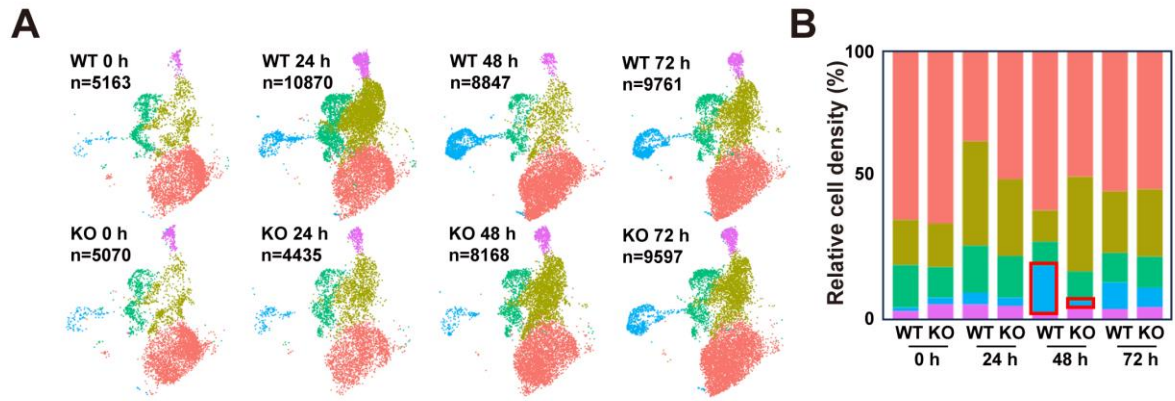 A
WT 0 h
n=5163
WT 24 h
n=10870
WT 48 h
n=8847
WT 72 h
n=9761
KO 0 h
n=5070
KO 24 h
n=4435
KO 48 h
n=8168
KO 72 h
n=9597
B
Relative cell density (%)
100
50
0
WT KO WT KO WT KO WT KO
0 h 24 h 48 h 72 h